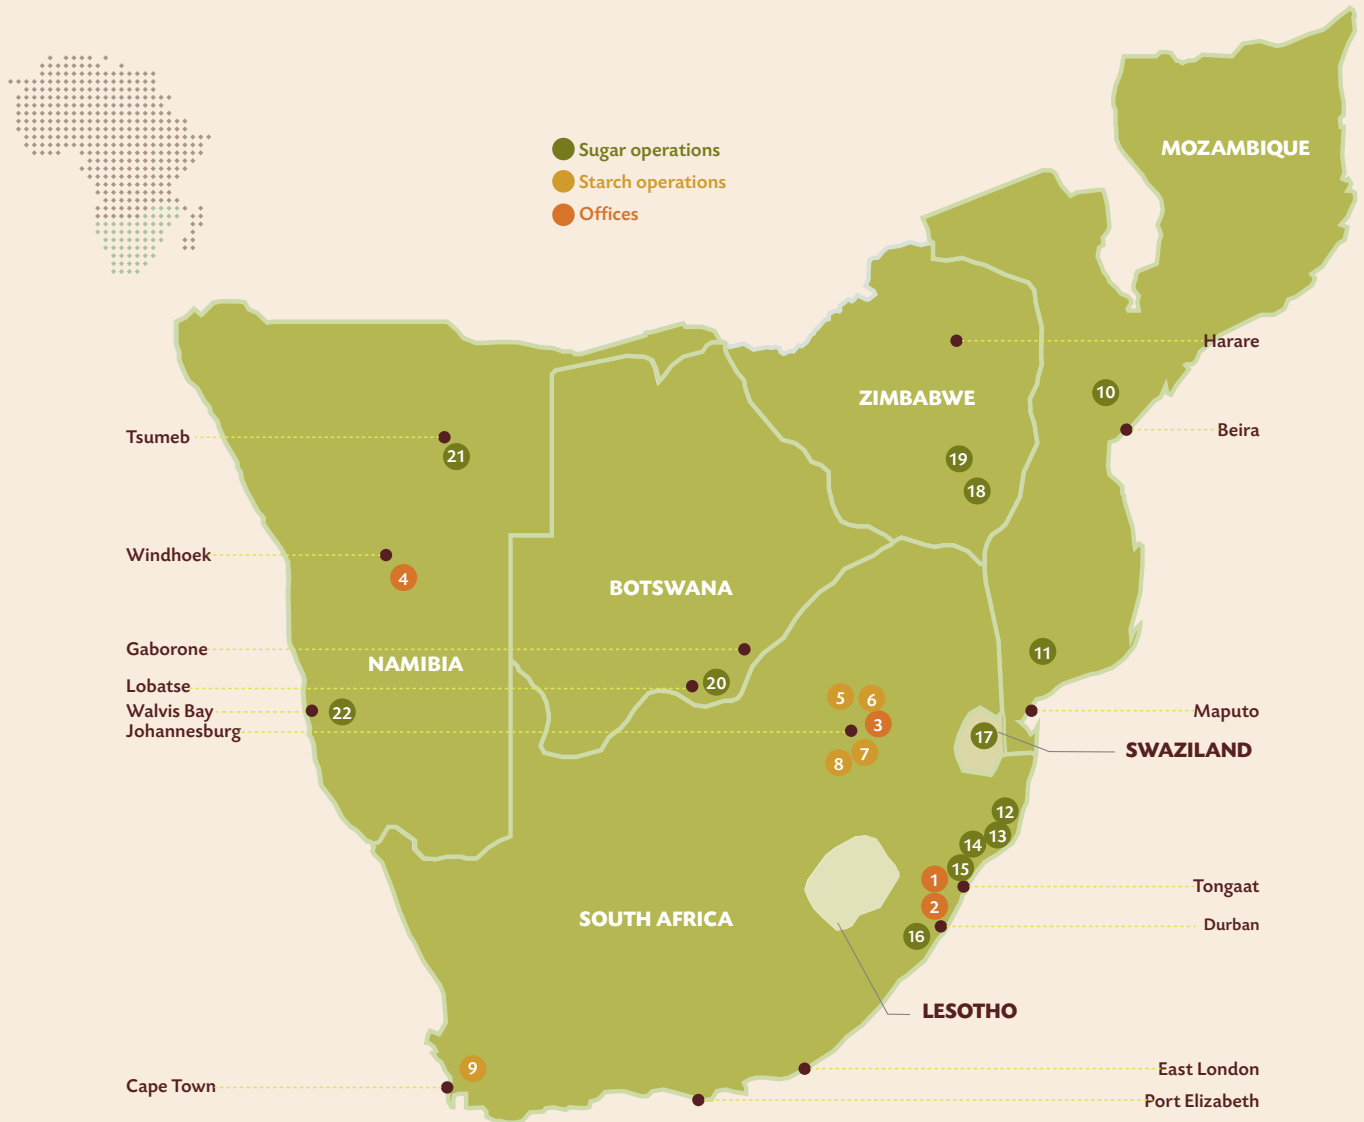 MOZAMBIQUE
Sugar operations
Starch operations
Offices
Harare
10
ZIMBABWE
Beira
Tsumeb
21
19
18
Windhoek
4
BOTSWANA
Gaborone
11
NAMIBIA
Lobatse
20
5
6
Walvis Bay
22
3
Maputo
Johannesburg
17
SWAZILAND
7
8
12
13
14
15
1
Tongaat
2
SOUTH AFRICA
Durban
16
LESOTHO
9
East London
Cape Town
Port Elizabeth